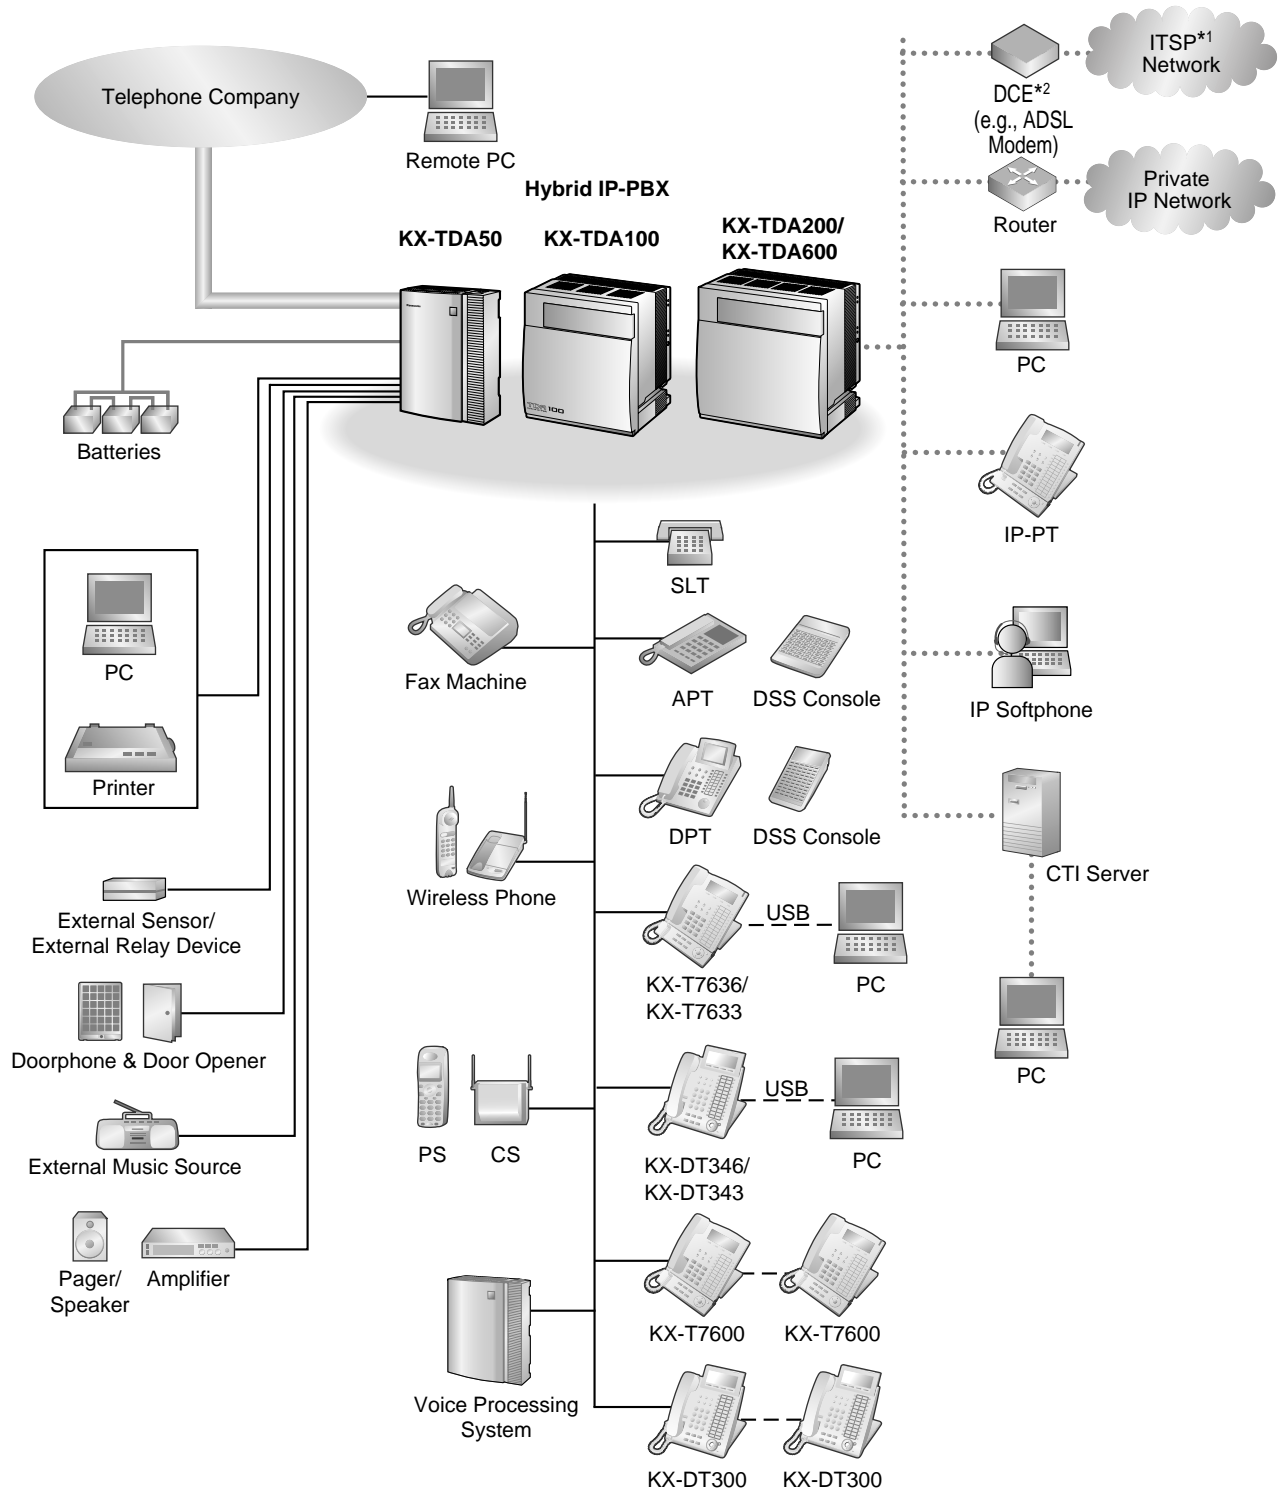 Telephone Company
Remote PC
ITSP*1
Network
DCE*2
(e.g., ADSL
Modem)
Private
IP Network
Router
Hybrid IP-PBX
KX-TDA50
KX-TDA100
KX-TDA200/
KX-TDA600
PC
Batteries
100
IP-PT
SLT
PC
Fax Machine
APT
DSS Console
IP Softphone
Printer
DPT
DSS Console
CTI Server
Wireless Phone
USB
External Sensor/
External Relay Device
KX-T7636/
KX-T7633
PC
Doorphone & Door Opener
PC
USB
PS
CS
External Music Source
KX-DT346/
KX-DT343
PC
Pager/
Speaker
Amplifier
KX-T7600
KX-T7600
Voice Processing
System
KX-DT300
KX-DT300